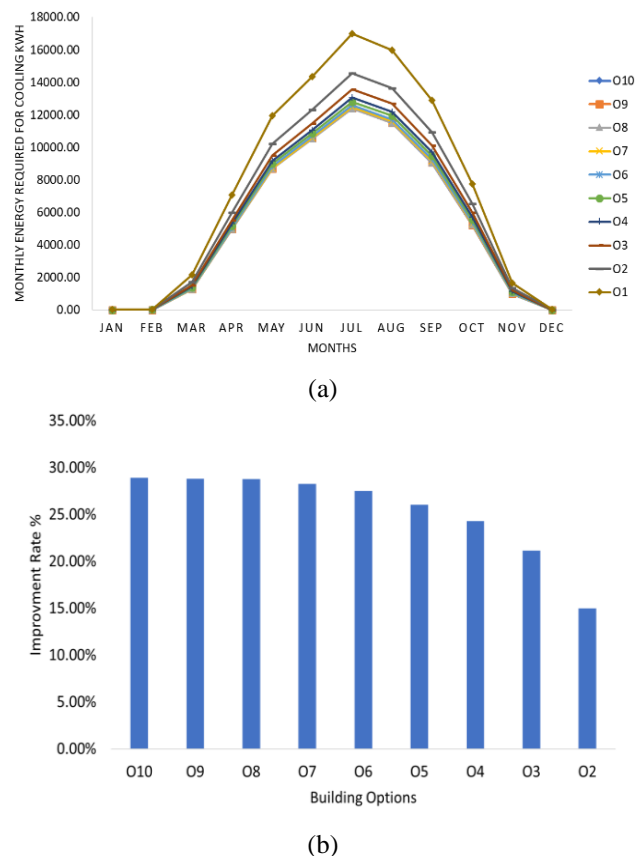 MONTHLY ENERGY REQUIRED FOR COOLING KWH
18000.00
16000.00
14000.00
12000.00
10000.00
8000.00
6000.00
4000.00
2000.00
0.00
JAN FEB MAR APR MAY JUN JUL AUG SEP OCT NOV DEC
MONTHS
O10
O9
O8
O7
O6
O5
O4
O3
O2
O1
(a)
Improvment Rate %
35.00%
30.00%
25.00%
20.00%
15.00%
10.00%
5.00%
0.00%
O10 O9 O8 O7 O6 O5 O4 O3 O2
Building Options
(b)